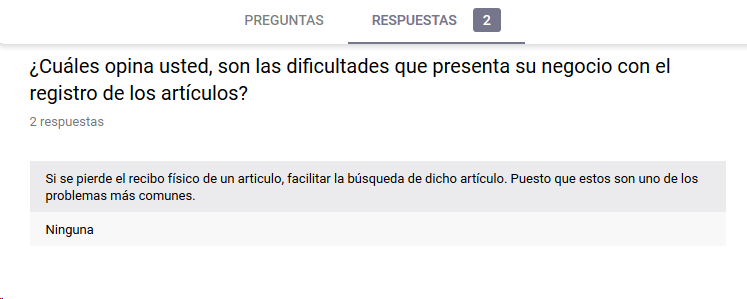 PREGUNTAS RESPUESTAS 2
¿Cuáles opina usted, son las dificultades que presenta su negocio con el
registro de los artículos?
2 respuestas
Si se pierde el recibo físico de un articulo, facilitar la búsqueda de dicho artículo. Puesto que estos son uno de los
problemas más comunes.
Ninguna